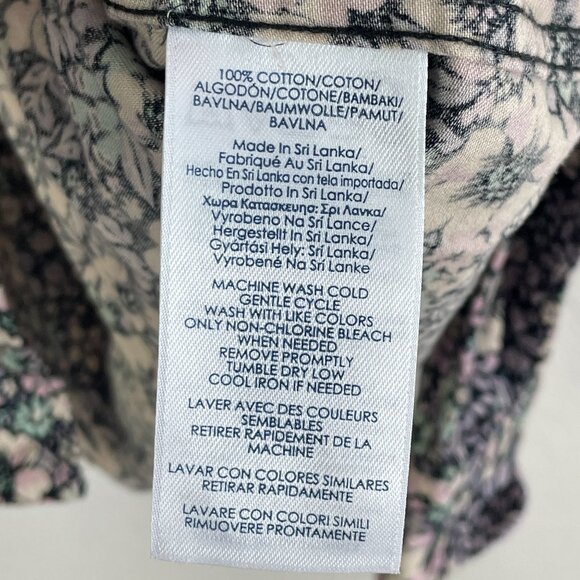 100% COTTON/COTON/
ALGODÓN/COTONE/BAMBAKI/
BAVLNA/BAUMWOLLE/PAMUT/
BAVLNA
Made In Sri Lanka/
Fabriqué Au Sri Lanka/
Hecho En Sri Lanka con tela importada/
Prodotto In Sri Lanka/
Χωρα Κατασκευησ: Σρι Λανκα/
Vyrobeno Na Srí Lance/
Hergestellt In Sri Lanka/
Gyártási Hely: Srí Lanka/
Vyrobené Na Srí Lanke
MACHINE WASH COLD
GENTLE CYCLE
WASH WITH LIKE COLORS
ONLY NON-CHLORINE BLEACH
WHEN NEEDED
REMOVE PROMPTLY
TUMBLE DRY LOW
COOL IRON IF NEEDED
LAVER AVEC DES COULEURS
SEMBLABLES
RETIRER RAPIDEMENT DE LA
MACHINE
LAVAR CON COLORES SIMILARES
RETIRAR RAPIDAMENTE
LAVARE CON COLORI SIMILI
RIMUOVERE PRONTAMENTE